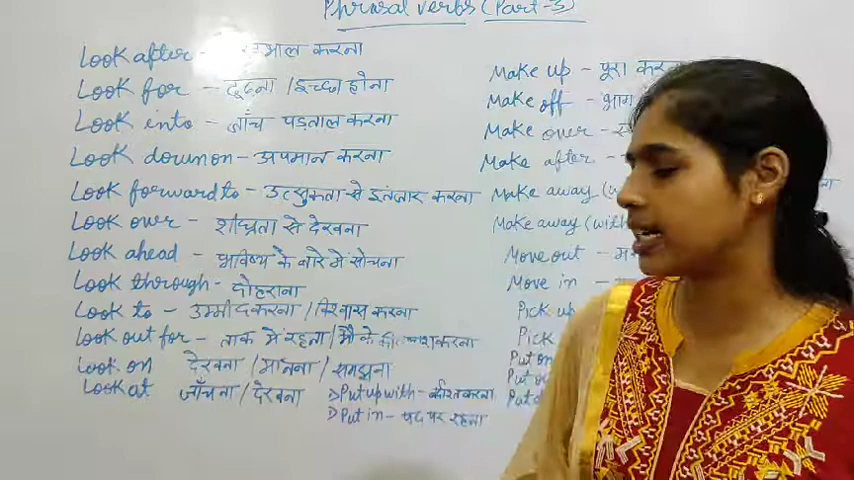 Phrasal verbs (Part-3)
Look after - करना
Look for - ढूढ़ना / इच्छा होना
Look into - जाँच पड़ताल करना
Look down on - अपमान करना
Look forward to - उत्सुकता से इंतजार करना
Look over - शीघ्रता से देखना
Look ahead - भविष्य के बारे में सोचना
Look through - दोहराना
Look to - उम्मीद करना / विश्वास करना
Look out for - ताक में रहना / मौके की करना
Look on देखना / मानना / समझना
Look at जाँचना / देखना
Put up with - करना
Put in - पद पर रहना
Make up - पूरा
Make off - भाग
Make over -
Make after -
Make away
Make away (with
Move out -
Move in -
Pick up
Pick
Put on
Put
Put